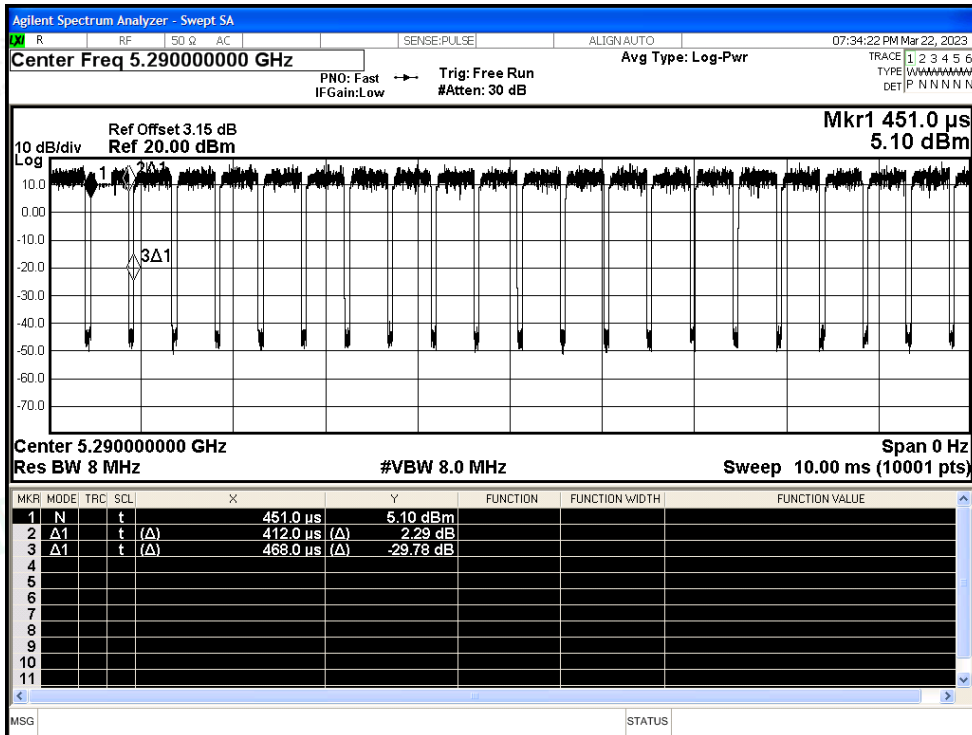 Agilent Spectrum Analyzer - Swept SA
LXI R RF 50 Ω AC SENSE:PULSE ALIGN AUTO 07:34:22 PM Mar 22, 2023
Center Freq 5.290000000 GHz
PNO: Fast
IFGain:Low
Trig: Free Run
#Atten: 30 dB
Avg Type: Log-Pwr
TRACE 1 2 3 4 5 6
TYPE
DET P N N N N N
Mkr1 451.0 µs
5.10 dBm
Ref Offset 3.15 dB
10 dB/div Ref 20.00 dBm
Log
1 2Δ1
10.0
0.00
-10.0
3Δ1
-20.0
-30.0
-40.0
-50.0
-60.0
-70.0
Center 5.290000000 GHz Span 0 Hz
Res BW 8 MHz #VBW 8.0 MHz Sweep 10.00 ms (10001 pts)
MKR MODE TRC SCL X Y FUNCTION FUNCTION WIDTH FUNCTION VALUE
1 N t 451.0 µs 5.10 dBm
2 Δ1 t (Δ) 412.0 µs (Δ) 2.29 dB
3 Δ1 t (Δ) 468.0 µs (Δ) -29.78 dB
4
5
6
7
8
9
10
11
MSG STATUS